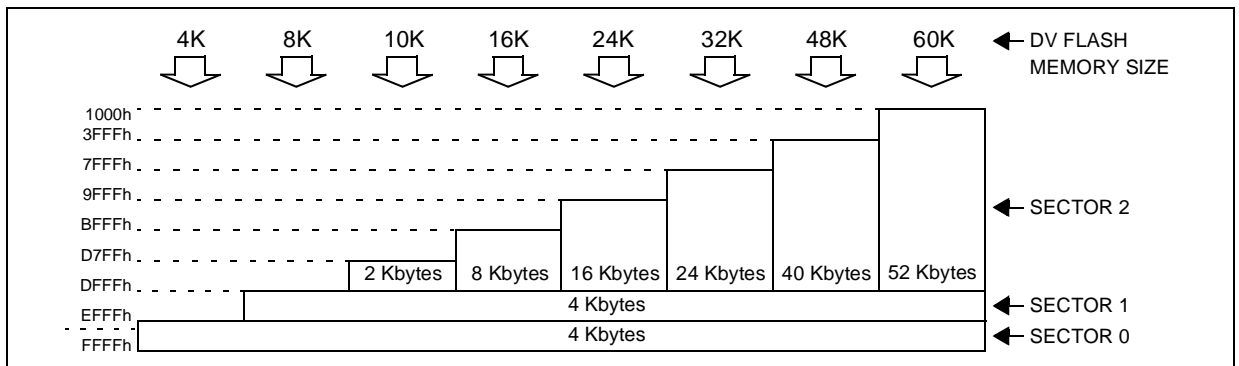 4K 8K 10K 16K 24K 32K 48K 60K DV FLASH
MEMORY SIZE
1000h
3FFFh
7FFFh
9FFFh
SECTOR 2
BFFFh
D7FFh
2 Kbytes 8 Kbytes 16 Kbytes 24 Kbytes 40 Kbytes 52 Kbytes
DFFFh
4 Kbytes SECTOR 1
EFFFh
4 Kbytes SECTOR 0
FFFFh